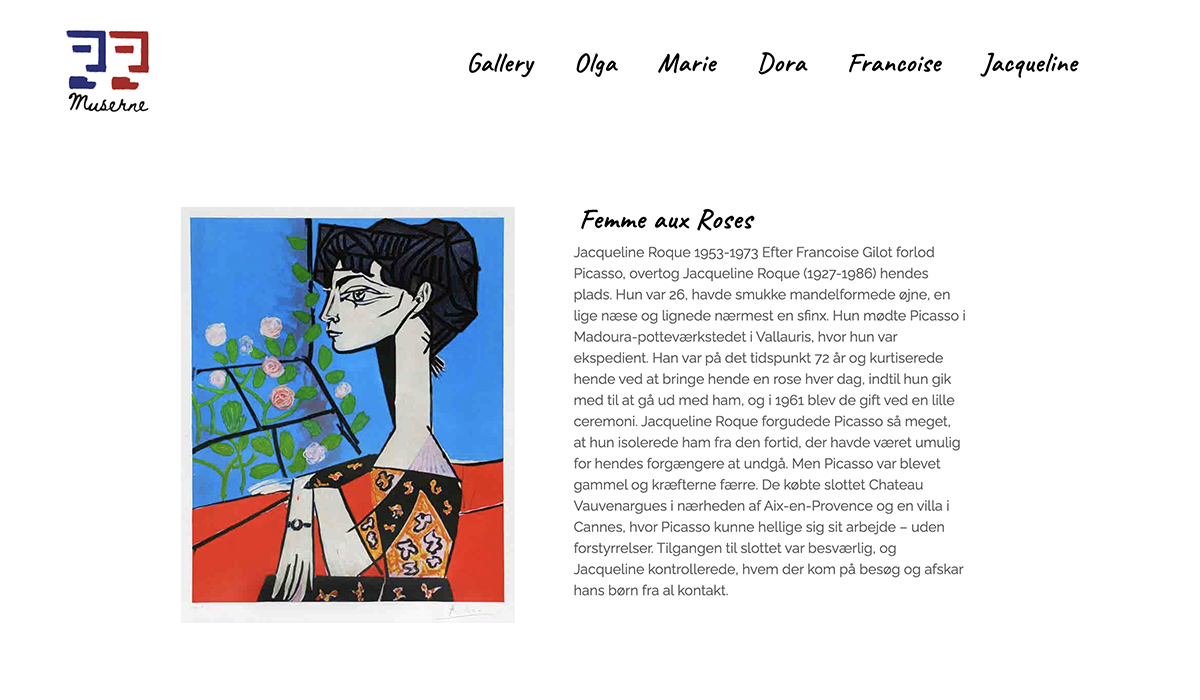 Muserne
Gallery Olga Marie Dora Francoise Jacqueline
Femme aux Roses
Jacqueline Roque 1953-1973 Efter Francoise Gilot forlod
Picasso, overtog Jacqueline Roque (1927-1986) hendes
plads. Hun var 26, havde smukke mandelformede øjne, en
lige næse og lignede nærmest en sfinx. Hun mødte Picasso i
Madoura-potteværkstedet i Vallauris, hvor hun var
ekspedient. Han var på det tidspunkt 72 år og kurtiserede
hende ved at bringe hende en rose hver dag, indtil hun gik
med til at gå ud med ham, og i 1961 blev de gift ved en lille
ceremoni. Jacqueline Roque forgudede Picasso så meget,
at hun isolerede ham fra den fortid, der havde været umulig
for hendes forgængere at undgå. Men Picasso var blevet
gammel og kræfterne færre. De købte slottet Chateau
Vauvenargues i nærheden af Aix-en-Provence og en villa i
Cannes, hvor Picasso kunne hellige sig sit arbejde – uden
forstyrrelser. Tilgangen til slottet var besværlig, og
Jacqueline kontrollerede, hvem der kom på besøg og afskar
hans børn fra al kontakt.